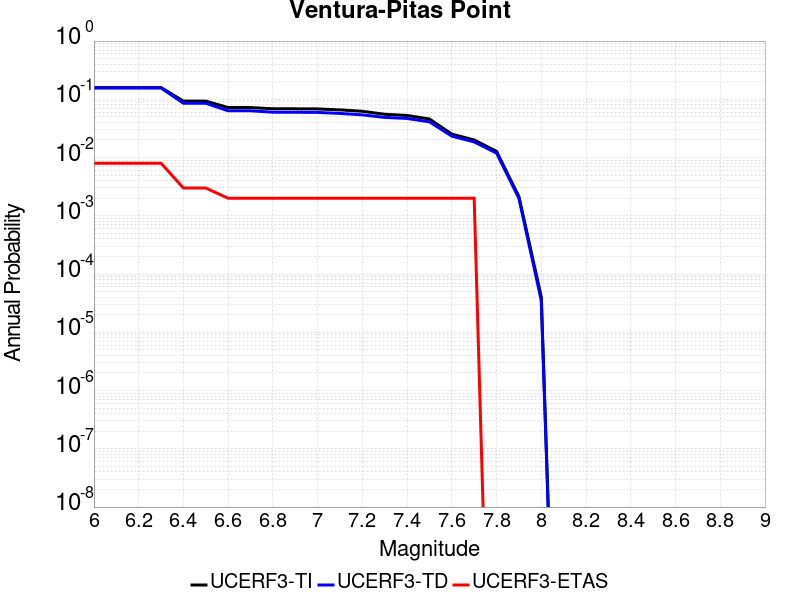 Ventura-Pitas Point
10^0
10^-1
10^-2
10^-3
10^-4
10^-5
10^-6
10^-7
10^-8
Annual Probability
6 6.2 6.4 6.6 6.8 7 7.2 7.4 7.6 7.8 8 8.2 8.4 8.6 8.8 9
Magnitude
UCERF3-TI UCERF3-TD UCERF3-ETAS